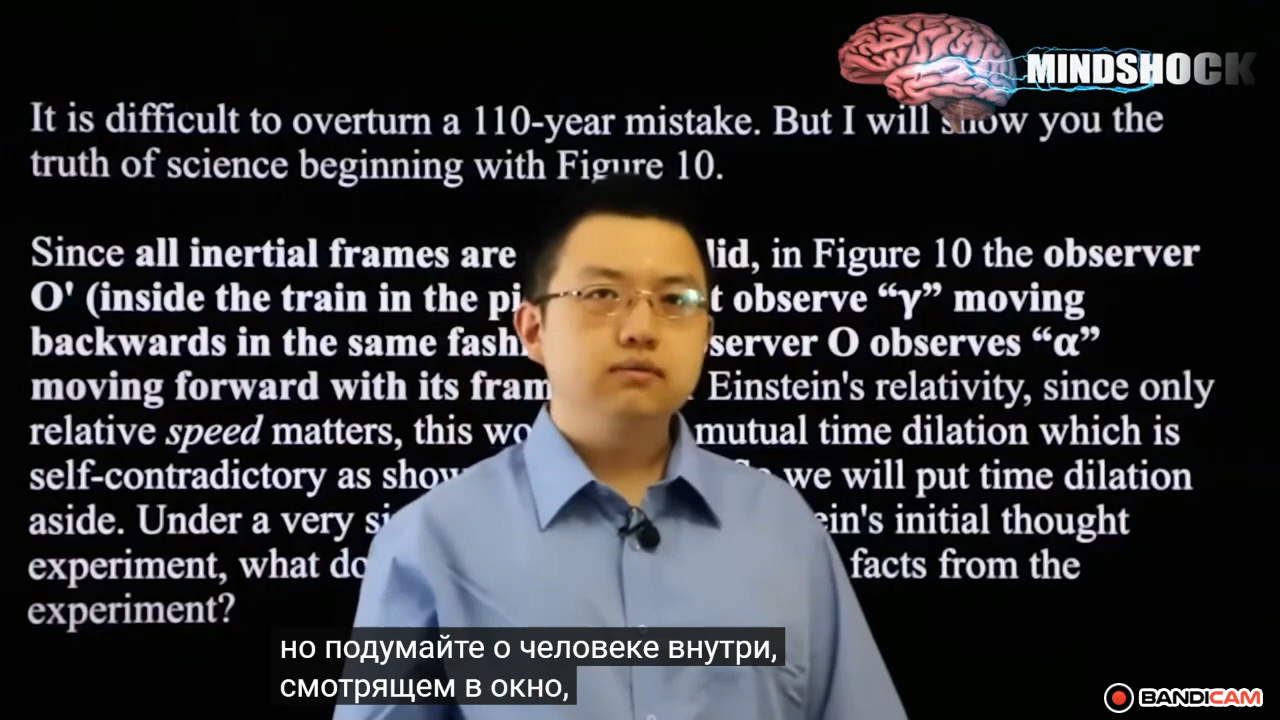 MINDSHOCK
It is difficult to overturn a 110-year mistake. But I will show you the
truth of science beginning with Figure 10.
Since all inertial frames are lid, in Figure 10 the observer
O' (inside the train in the pi t observe “γ” moving
backwards in the same fash server O observes “α”
moving forward with its fram Einstein's relativity, since only
relative speed matters, this wo mutual time dilation which is
self-contradictory as show we will put time dilation
aside. Under a very si ein's initial thought
experiment, what do facts from the
experiment?
но подумайте о человеке внутри,
смотрящем в окно,
BANDICAM